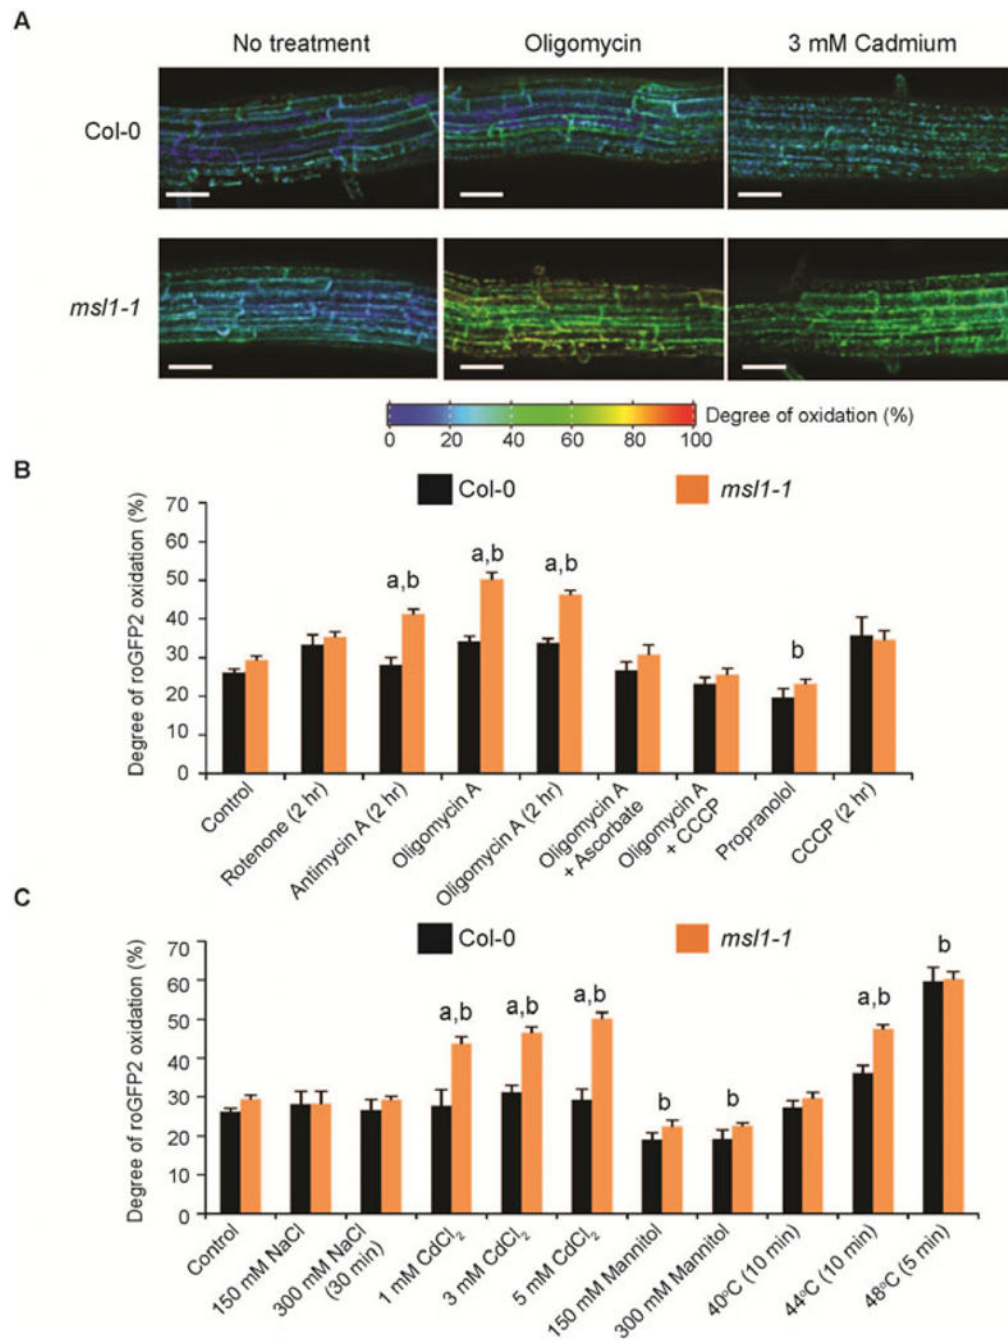 A
No treatment
Oligomycin
3 mM Cadmium
Col-0
msl1-1
0 20 40 60 80 100
Degree of oxidation (%)
B
Col-0
msl1-1
Degree of roGFP2 oxidation (%)
70
60
50
40
30
20
10
0
a,b
a,b
a,b
b
Control
Rotenone (2 hr)
Antimycin A (2 hr)
Oligomycin A
Oligomycin A (2 hr)
Oligomycin A
+ Ascorbate
Oligomycin A
+ CCCP
Propranolol
CCCP (2 hr)
C
Col-0
msl1-1
Degree of roGFP2 oxidation (%)
70
60
50
40
30
20
10
0
a,b
a,b
a,b
b
b
a,b
b
Control
150 mM NaCl
300 mM NaCl
(30 min)
1 mM CdCl₂
3 mM CdCl₂
5 mM CdCl₂
150 mM Mannitol
300 mM Mannitol
40°C (10 min)
44°C (10 min)
48°C (5 min)